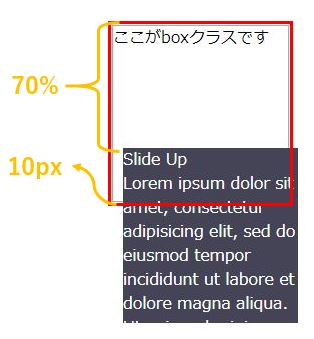 ここがboxクラスです
70%
Slide Up
10px
Lorem ipsum dolor sit
amet, consectetur
adipisicing elit, sed do
eiusmod tempor
incididunt ut labore et
dolore magna aliqua.